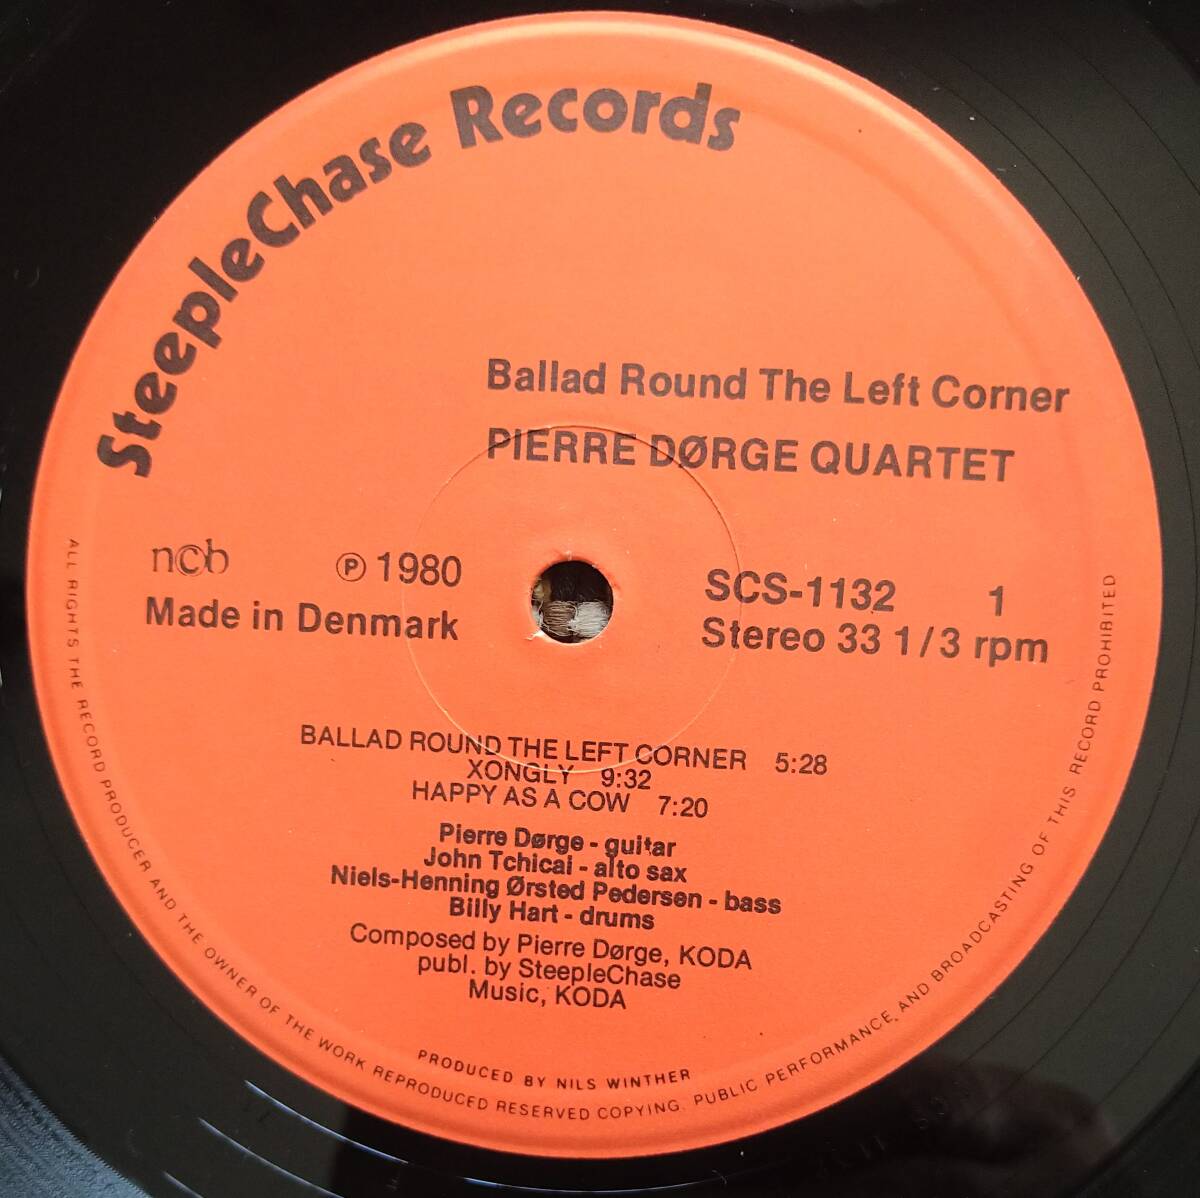 SteepleChase Records
Ballad Round The Left Corner
PIERRE DØRGE QUARTET
n©b
℗ 1980
Made in Denmark
SCS-1132 1
Stereo 33 1/3 rpm
BALLAD ROUND THE LEFT CORNER 5:28
XONGLY 9:32
HAPPY AS A COW 7:20
Pierre Dørge - guitar
John Tchicai - alto sax
Niels-Henning Ørsted Pedersen - bass
Billy Hart - drums
Composed by Pierre Dørge, KODA
publ. by SteepleChase
Music, KODA
PRODUCED BY NILS WINTHER
ALL RIGHTS THE RECORD PRODUCER AND THE OWNER OF THE WORK REPRODUCED RESERVED COPYING. PUBLIC PERFORMANCE, AND BROADCASTING OF THIS RECORD PROHIBITED